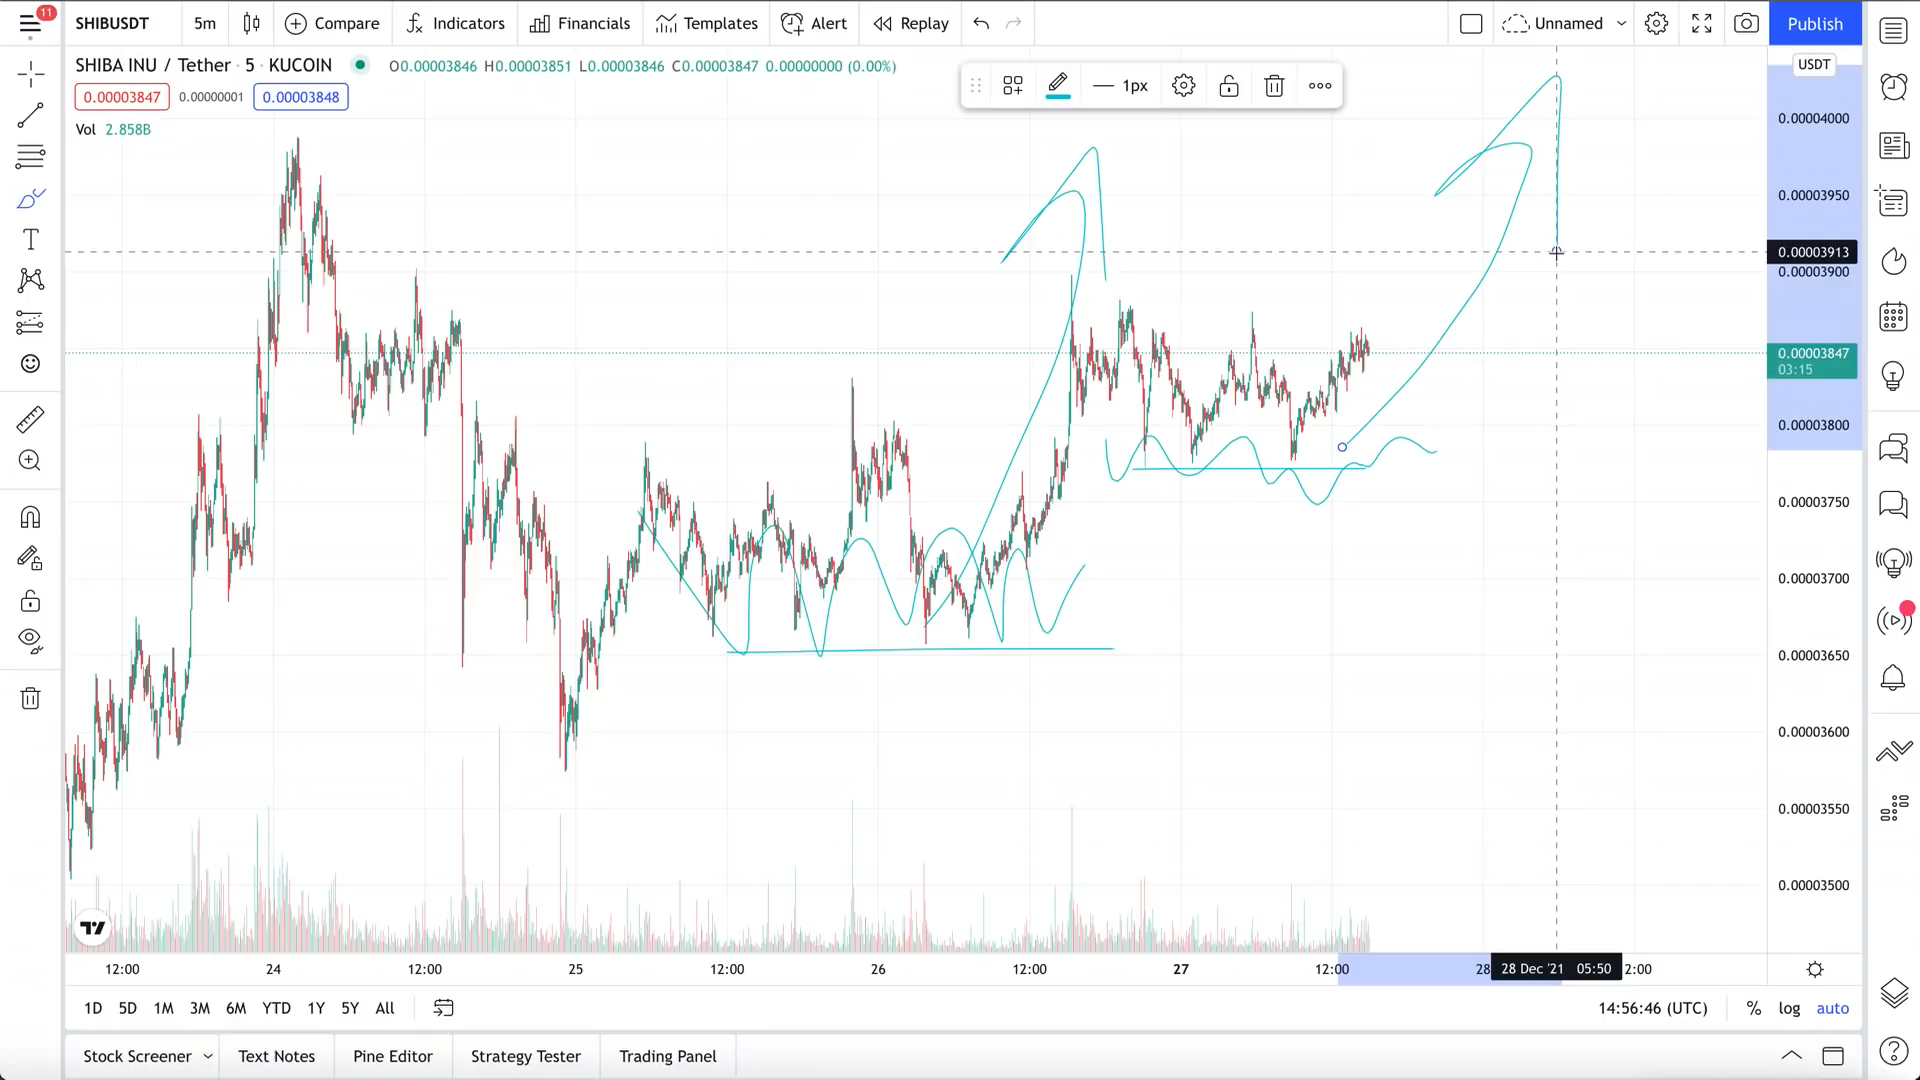 11
SHIBUSDT
5m
Compare
Indicators
Financials
Templates
Alert
Replay
Unnamed
Publish
SHIBA INU / Tether · 5 · KUCOIN
O0.00003846 H0.00003851 L0.00003846 C0.00003847 0.00000000 (0.00%)
0.00003847 0.00000001 0.00003848
Vol 2.858B
1px
USDT
0.00004000
0.00003950
0.00003913
0.00003900
0.00003847
03:15
0.00003800
0.00003750
0.00003700
0.00003650
0.00003600
0.00003550
0.00003500
T
12:00 24 12:00 25 12:00 26 12:00 27 12:00 28 28 Dec '21 05:50 2:00
1D 5D 1M 3M 6M YTD 1Y 5Y All
14:56:46 (UTC) % log auto
Stock Screener Text Notes Pine Editor Strategy Tester Trading Panel